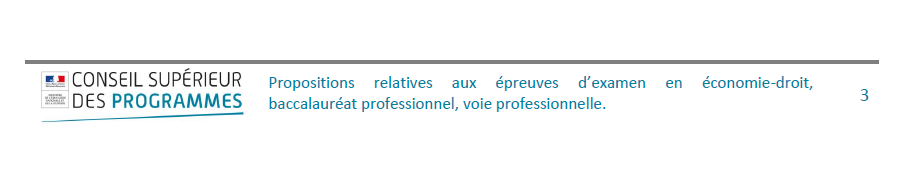 CONSEIL SUPÉRIEUR
DES PROGRAMMES
Propositions relatives aux épreuves d’examen en économie-droit,
baccalauréat professionnel, voie professionnelle.
3